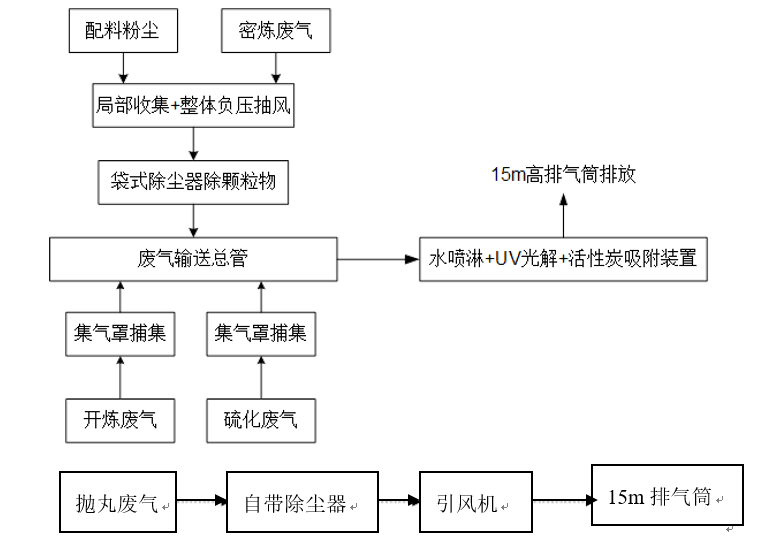 配料粉尘
密炼废气
局部收集+整体负压抽风
袋式除尘器除颗粒物
15m高排气筒排放
废气输送总管
水喷淋+UV光解+活性炭吸附装置
集气罩捕集
集气罩捕集
开炼废气
硫化废气
抛丸废气
自带除尘器
引风机
15m 排气筒